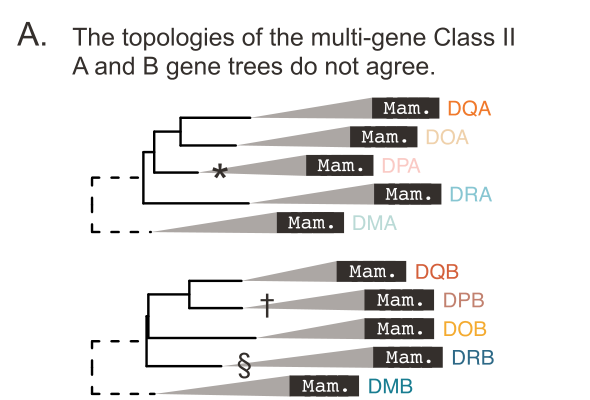 A. The topologies of the multi-gene Class II
A and B gene trees do not agree.
Mam. DQA
Mam. DOA
* Mam. DPA
Mam. DRA
Mam. DMA
Mam. DQB
† Mam. DPB
Mam. DOB
§ Mam. DRB
Mam. DMB